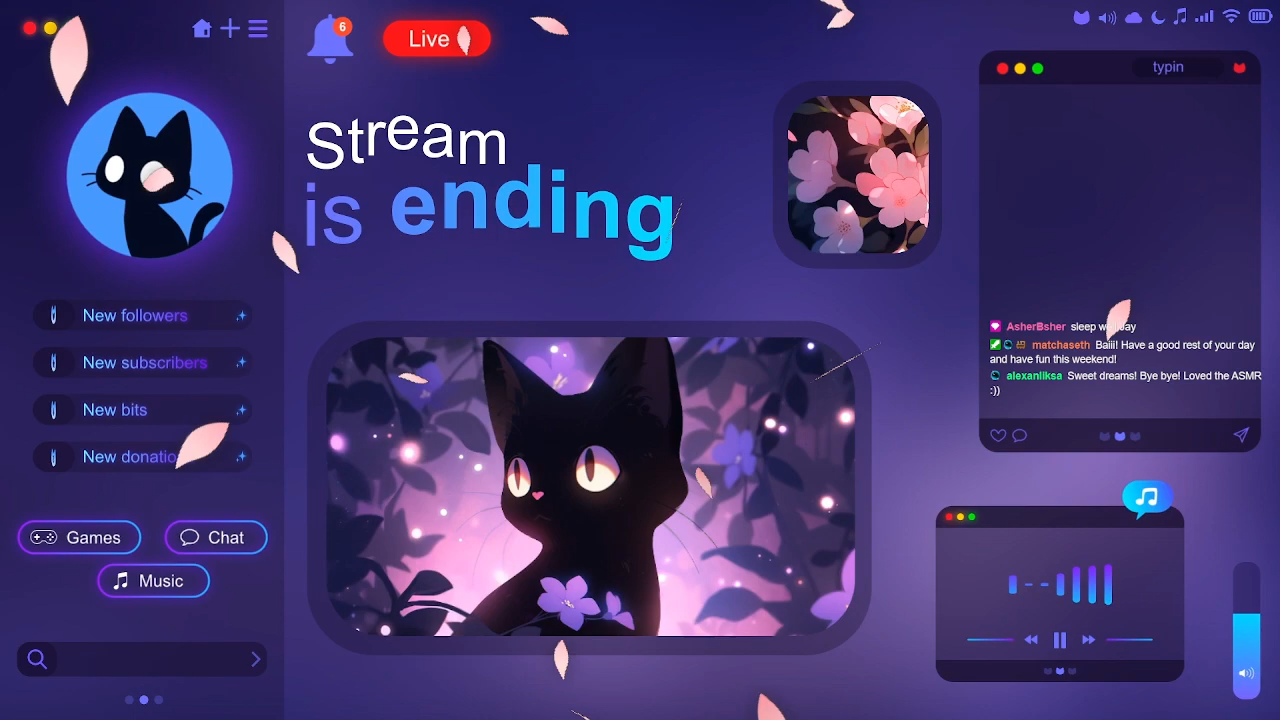 6
Live
Stream
is ending
typin
New followers
New subscribers
New bits
New donatio
Games
Chat
Music
AsherBsher sleep well
matchaseth Baiii! Have a good rest of your day
and have fun this weekend!
alexanliksa Sweet dreams! Bye bye! Loved the ASMR
:))